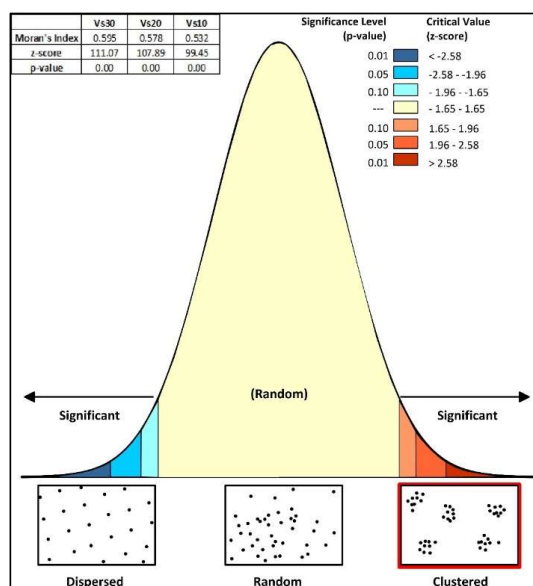 Vs30 Vs20 Vs10
Moran's Index 0.595 0.578 0.532
z-score 111.07 107.89 99.45
p-value 0.00 0.00 0.00
Significance Level Critical Value
(p-value) (z-score)
0.01 < -2.58
0.05 -2.58 - -1.96
0.10 - 1.96 - -1.65
--- - 1.65 - 1.65
0.10 1.65 - 1.96
0.05 1.96 - 2.58
0.01 > 2.58
(Random)
Significant Significant
Dispersed Random Clustered